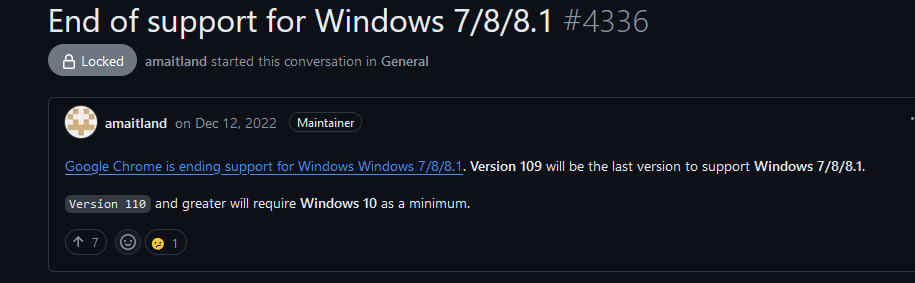 End of support for Windows 7/8/8.1 #4336
Locked amaitland started this conversation in General
amaitland on Dec 12, 2022 Maintainer
Google Chrome is ending support for Windows Windows 7/8/8.1. Version 109 will be the last version to support Windows 7/8/8.1.
Version 110 and greater will require Windows 10 as a minimum.
7 1